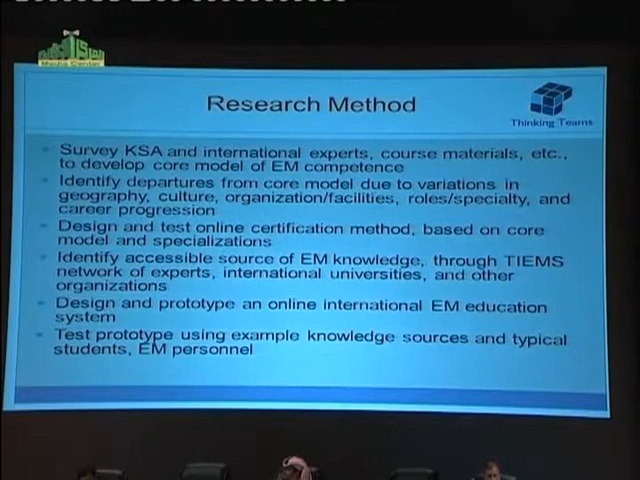 Media Center
Research Method
Thinking Teams
Survey KSA and international experts, course materials, etc.,
to develop core model of EM competence
Identify departures from core model due to variations in
geography, culture, organization/facilities, roles/specialty, and
career progression
Design and test online certification method, based on core
model and specializations
Identify accessible source of EM knowledge, through TIEMS
network of experts, international universities, and other
organizations
Design and prototype an online international EM education
system
Test prototype using example knowledge sources and typical
students, EM personnel